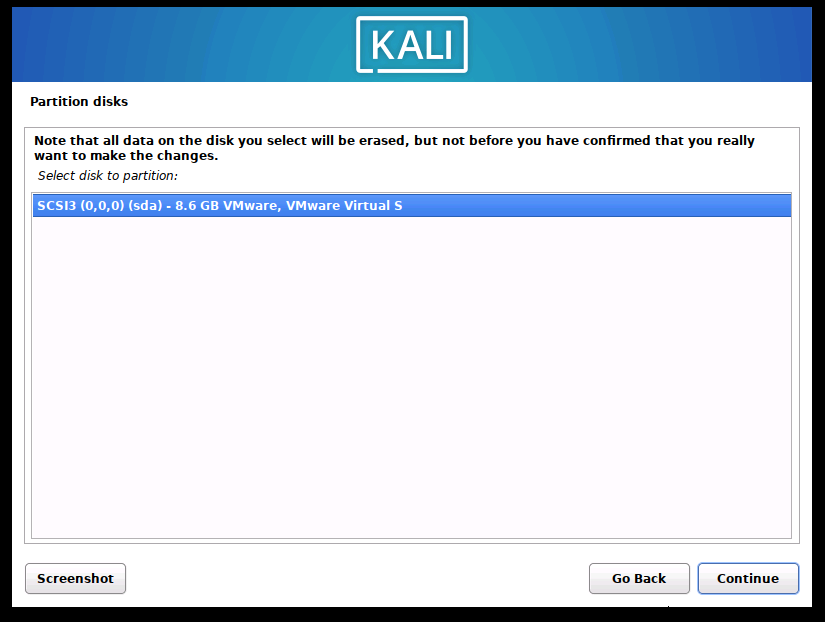 KALI
Partition disks
Note that all data on the disk you select will be erased, but not before you have confirmed that you really
want to make the changes.
Select disk to partition:
SCSI3 (0,0,0) (sda) - 8.6 GB VMware, VMware Virtual S
Screenshot
Go Back
Continue